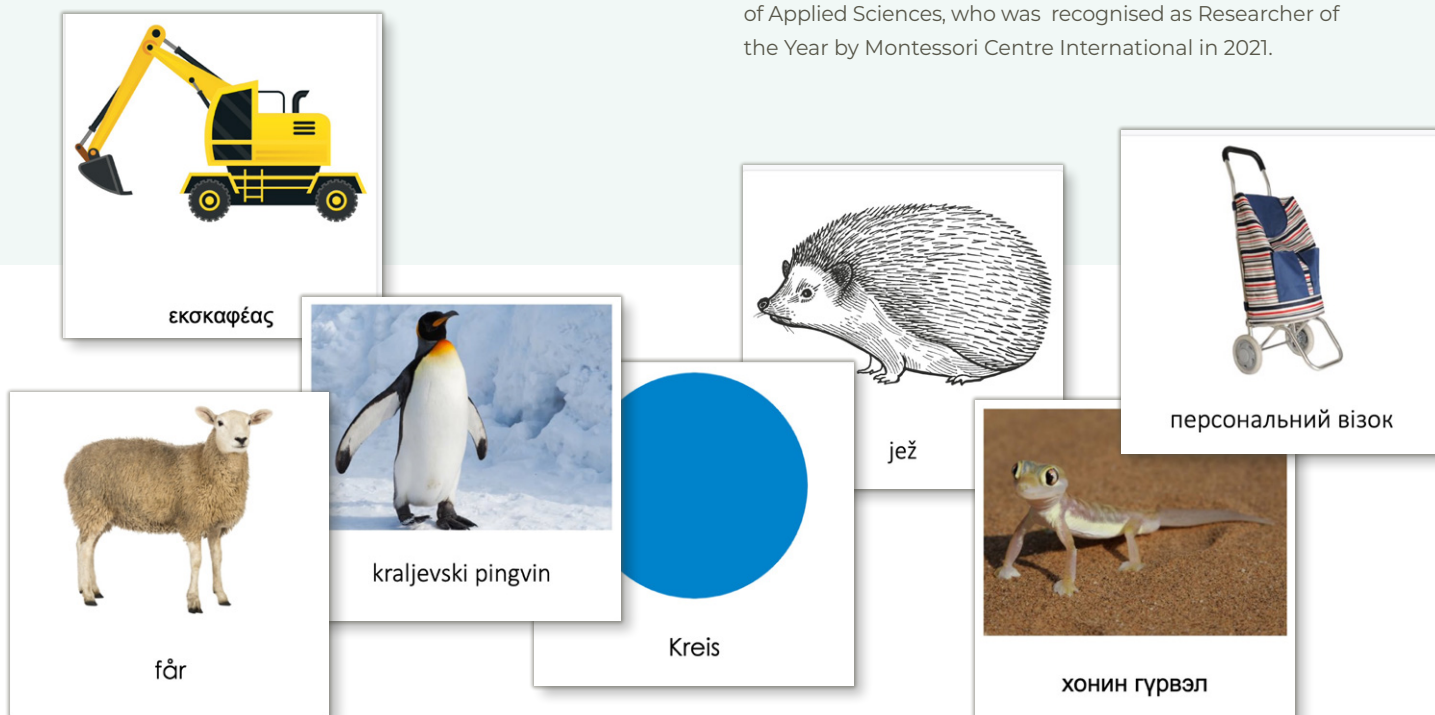 of Applied Sciences, who was recognised as Researcher of
the Year by Montessori Centre International in 2021.
εκσκαφέας
персональний візок
jež
kraljevski pingvin
Kreis
får
хонин гүрвэл